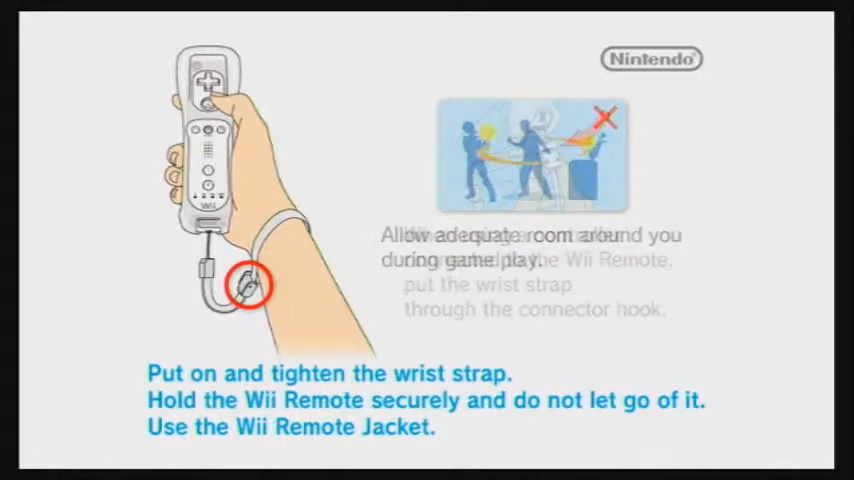 Nintendo®
Allow adequate room around you
during game play.
the Wii Remote,
put the wrist strap
through the connector hook.
Wii
Put on and tighten the wrist strap.
Hold the Wii Remote securely and do not let go of it.
Use the Wii Remote Jacket.